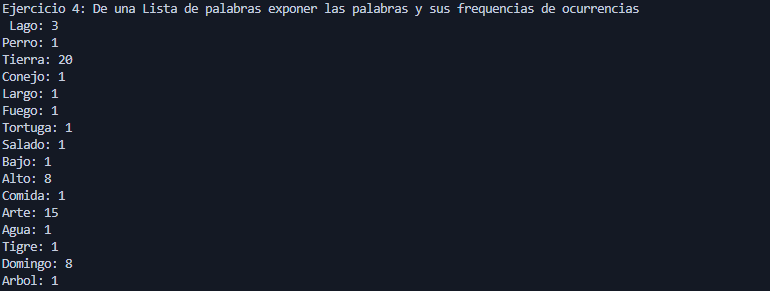 Ejercicio 4: De una Lista de palabras exponer las palabras y sus frequencias de ocurrencias
Lago: 3
Perro: 1
Tierra: 20
Conejo: 1
Largo: 1
Fuego: 1
Tortuga: 1
Salado: 1
Bajo: 1
Alto: 8
Comida: 1
Arte: 15
Agua: 1
Tigre: 1
Domingo: 8
Arbol: 1